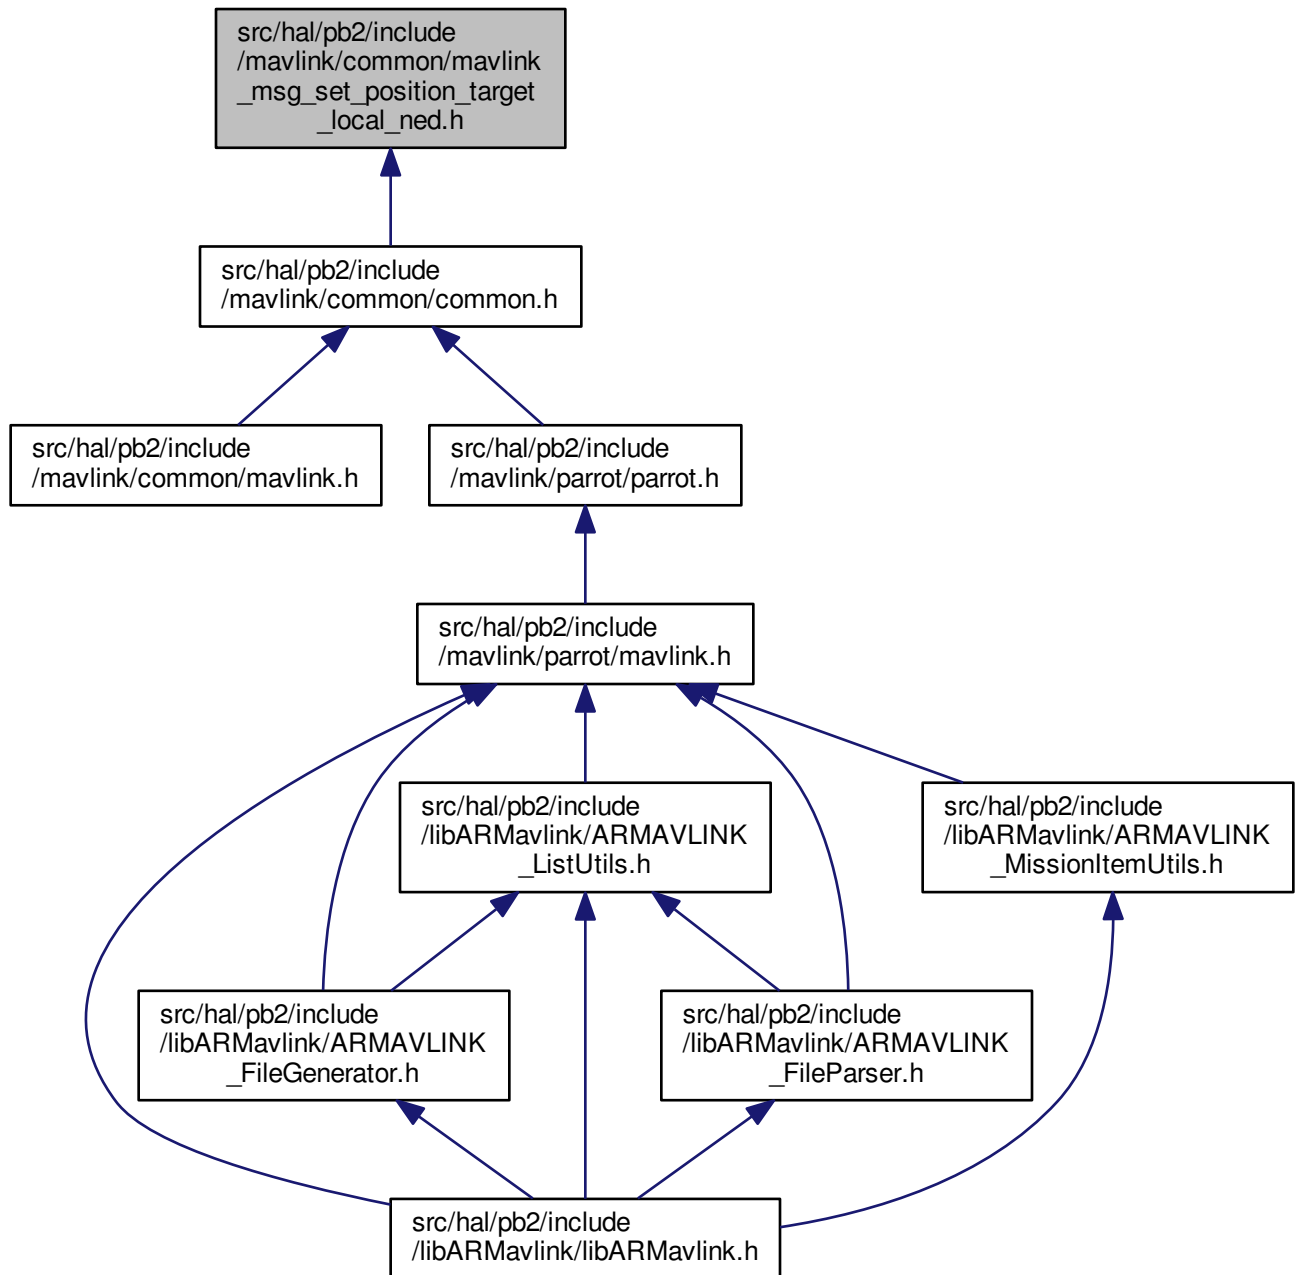 src/hal/pb2/include
/mavlink/common/mavlink
_msg_set_position_target
_local_ned.h
src/hal/pb2/include
/mavlink/common/common.h
src/hal/pb2/include
/mavlink/common/mavlink.h
src/hal/pb2/include
/mavlink/parrot/parrot.h
src/hal/pb2/include
/mavlink/parrot/mavlink.h
src/hal/pb2/include
/libARMavlink/ARMAVLINK
_ListUtils.h
src/hal/pb2/include
/libARMavlink/ARMAVLINK
_MissionItemUtils.h
src/hal/pb2/include
/libARMavlink/ARMAVLINK
_FileGenerator.h
src/hal/pb2/include
/libARMavlink/ARMAVLINK
_FileParser.h
src/hal/pb2/include
/libARMavlink/libARMavlink.h